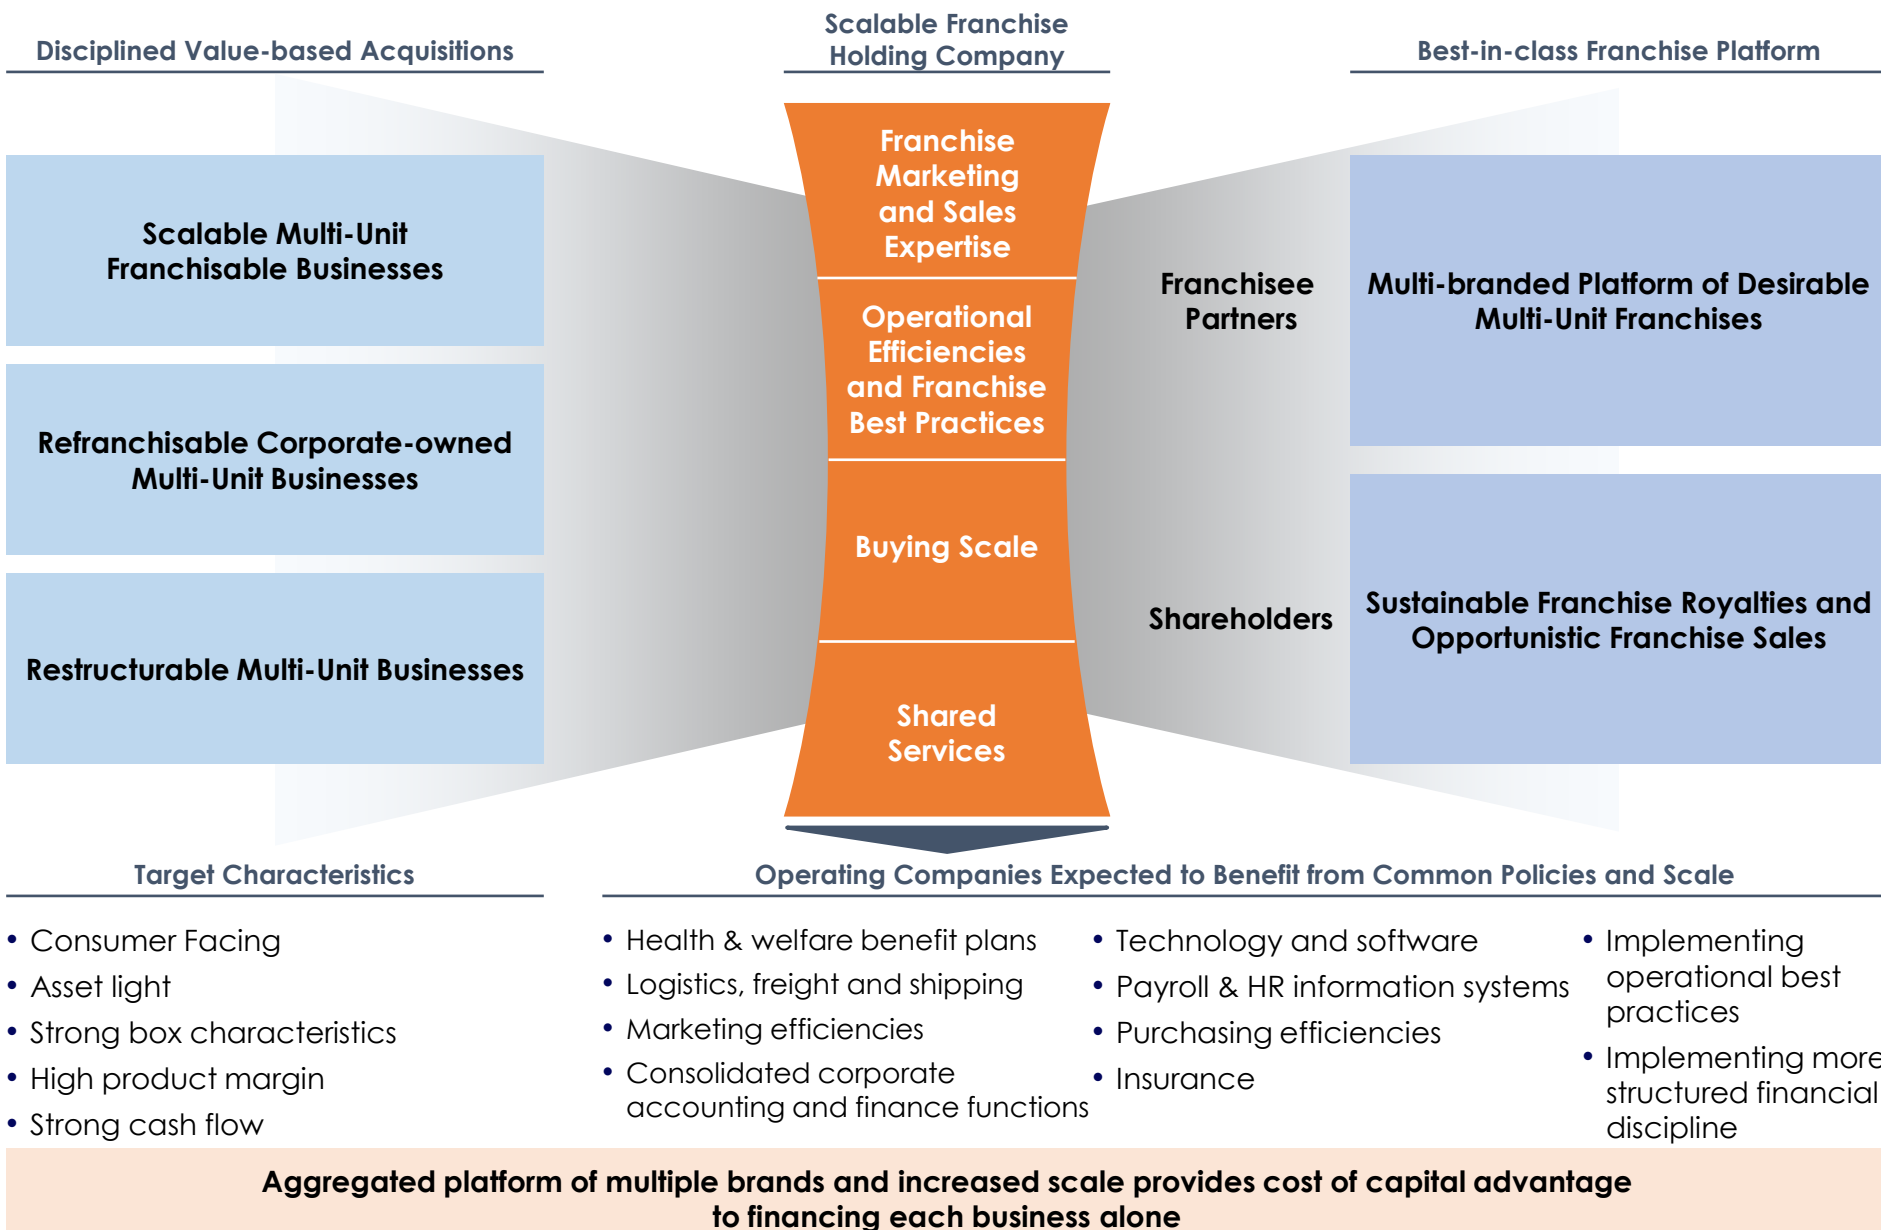 Disciplined Value-based Acquisitions
Scalable Franchise
Holding Company
Best-in-class Franchise Platform
Scalable Multi-Unit
Franchisable Businesses
Refranchisable Corporate-owned
Multi-Unit Businesses
Restructurable Multi-Unit Businesses
Franchise
Marketing
and Sales
Expertise
Operational
Efficiencies
and Franchise
Best Practices
Buying Scale
Shared
Services
Franchisee
Partners
Shareholders
Multi-branded Platform of Desirable
Multi-Unit Franchises
Sustainable Franchise Royalties and
Opportunistic Franchise Sales
Target Characteristics
• Consumer Facing
• Asset light
• Strong box characteristics
• High product margin
• Strong cash flow
Operating Companies Expected to Benefit from Common Policies and Scale
• Health & welfare benefit plans
• Logistics, freight and shipping
• Marketing efficiencies
• Consolidated corporate
accounting and finance functions
• Technology and software
• Payroll & HR information systems
• Purchasing efficiencies
• Insurance
• Implementing
operational best
practices
• Implementing more
structured financial
discipline
Aggregated platform of multiple brands and increased scale provides cost of capital advantage
to financing each business alone